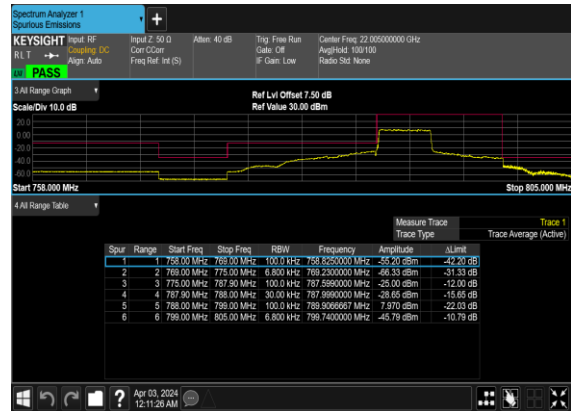 Spectrum Analyzer 1
Spurious Emissions
KEYSIGHT Input: RF Input Z: 50 Ω Atten: 40 dB Trig: Free Run Center Freq: 22.005000000 GHz
RLT Coupling: DC Corr CCorr Gate: Off Avg|Hold: 100/100
Align: Auto Freq Ref: Int (S) IF Gain: Low Radio Std: None
PASS
3 All Range Graph
Ref Lvl Offset 7.50 dB
Scale/Div 10.0 dB Ref Value 30.00 dBm
20.0
0.00
-20.0
-40.0
-60.0
Start 758.000 MHz Stop 805.000 MHz
4 All Range Table
Measure Trace Trace 1
Trace Type Trace Average (Active)
Spur Range Start Freq Stop Freq RBW Frequency Amplitude ΔLimit
1 1 758.00 MHz 769.00 MHz 100.0 kHz 758.8250000 MHz -55.20 dBm -42.20 dB
2 2 769.00 MHz 775.00 MHz 6.800 kHz 769.2300000 MHz -66.33 dBm -31.33 dB
3 3 775.00 MHz 787.90 MHz 100.0 kHz 787.5990000 MHz -25.00 dBm -12.00 dB
4 4 787.90 MHz 788.00 MHz 30.00 kHz 787.9990000 MHz -28.65 dBm -15.65 dB
5 5 788.00 MHz 799.00 MHz 100.0 kHz 789.9066667 MHz 7.970 dBm -22.03 dB
6 6 799.00 MHz 805.00 MHz 6.800 kHz 799.7400000 MHz -45.79 dBm -10.79 dB
Apr 03, 2024
12:11:26 AM